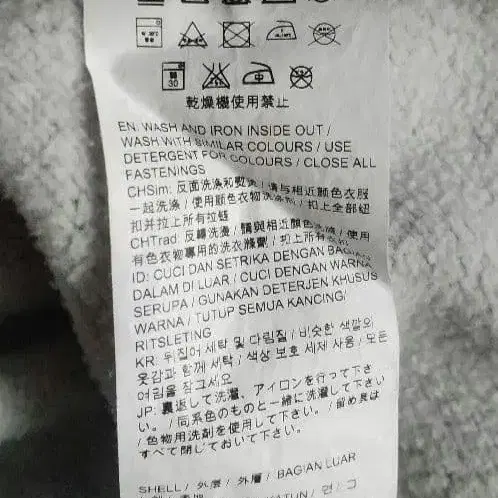 乾燥機使用禁止
EN: WASH AND IRON INSIDE OUT /
WASH WITH SIMILAR COLOURS / USE
DETERGENT FOR COLOURS / CLOSE ALL
FASTENINGS
CHSim: 反面洗涤和熨烫 / 请与相近颜色衣服
一起洗涤 / 使用颜色衣物洗涤剂 / 扣上全部纽
扣并拉上所有拉链
CHTrad: 反轉洗燙 / 請與相近顏色洗滌 / 使用
有色衣物專用的洗衣滌劑 / 扣上所有
ID: CUCI DAN SETRIKA DENGAN BAGIAN
DALAM DI LUAR / CUCI DENGAN WARNA
SERUPA / GUNAKAN DETERJEN KHUSUS
WARNA / TUTUP SEMUA KANCING/
RITSLETING
KR: 뒤집어 세탁 및 다림질 / 비슷한 색깔의
옷감과 함께 세탁 / 색상 보호 세제 사용 / 모든
여밈을 잠그세요
JP: 裏返して洗濯、アイロンを行って下さ
い。/ 同系色のものと一緒に洗濯して下さい
/ 色物用洗剤を使用して下さい。/ 留め具は
すべて閉じておいて下さい。
SHELL / 外层 / 外層 / BAGIAN LUAR